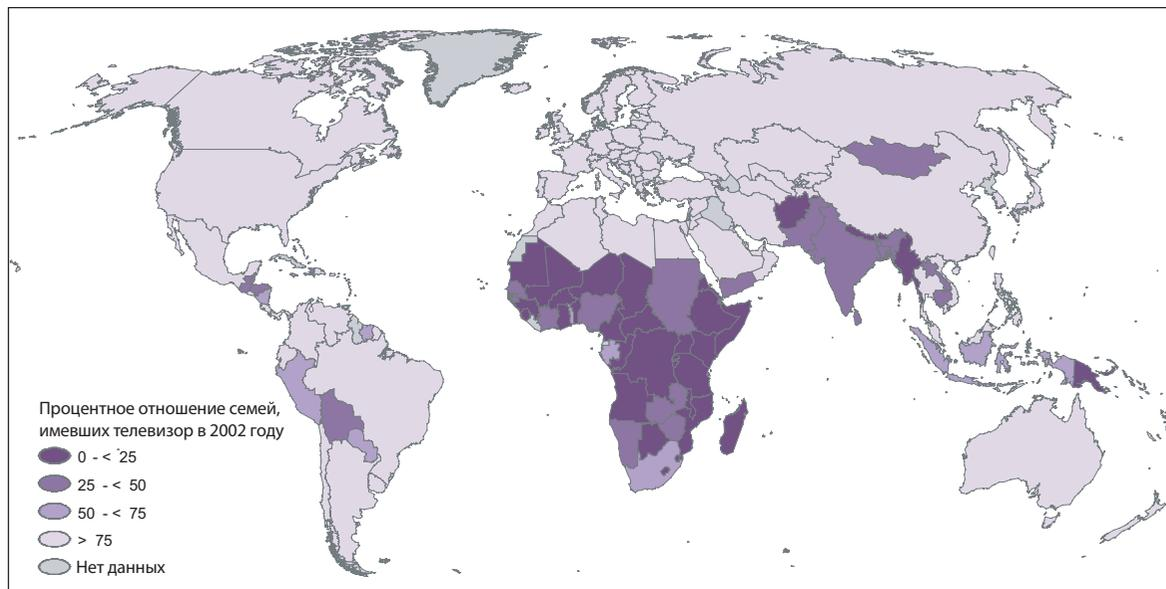 Процентное отношение семей,
имевших телевизор в 2002 году
0 - < 25
25 - < 50
50 - < 75
> 75
Нет данных